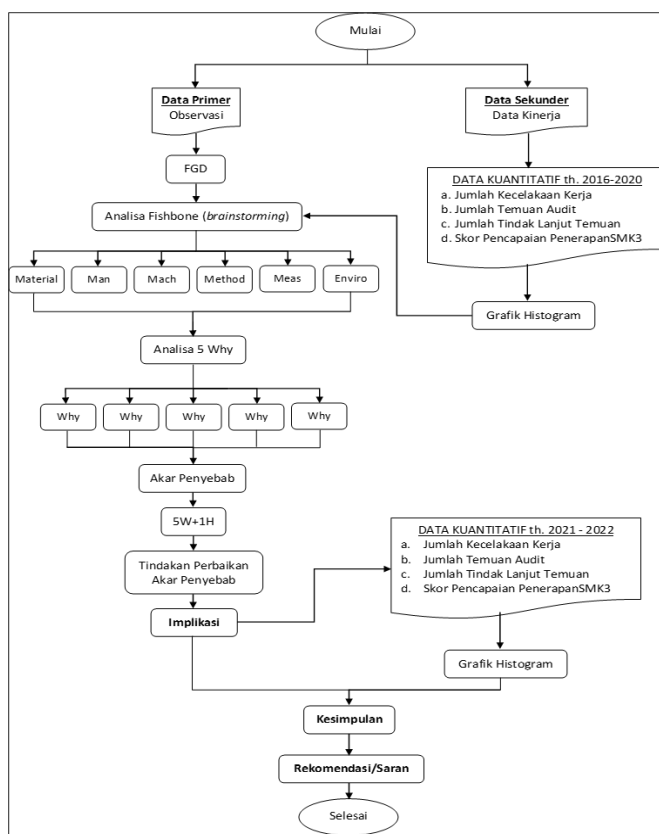 Mulai
Data Primer
Observasi
Data Sekunder
Data Kinerja
FGD
DATA KUANTITATIF th. 2016-2020
a. Jumlah Kecelakaan Kerja
b. Jumlah Temuan Audit
c. Jumlah Tindak Lanjut Temuan
d. Skor Pencapaian PenerapanSMK3
Analisa Fishbone (brainstorming)
Material
Man
Mach
Method
Meas
Enviro
Grafik Histogram
Analisa 5 Why
Why
Why
Why
Why
Why
Akar Penyebab
5W+1H
Tindakan Perbaikan
Akar Penyebab
DATA KUANTITATIF th. 2021 - 2022
a. Jumlah Kecelakaan Kerja
b. Jumlah Temuan Audit
c. Jumlah Tindak Lanjut Temuan
d. Skor Pencapaian PenerapanSMK3
Implikasi
Grafik Histogram
Kesimpulan
Rekomendasi/Saran
Selesai